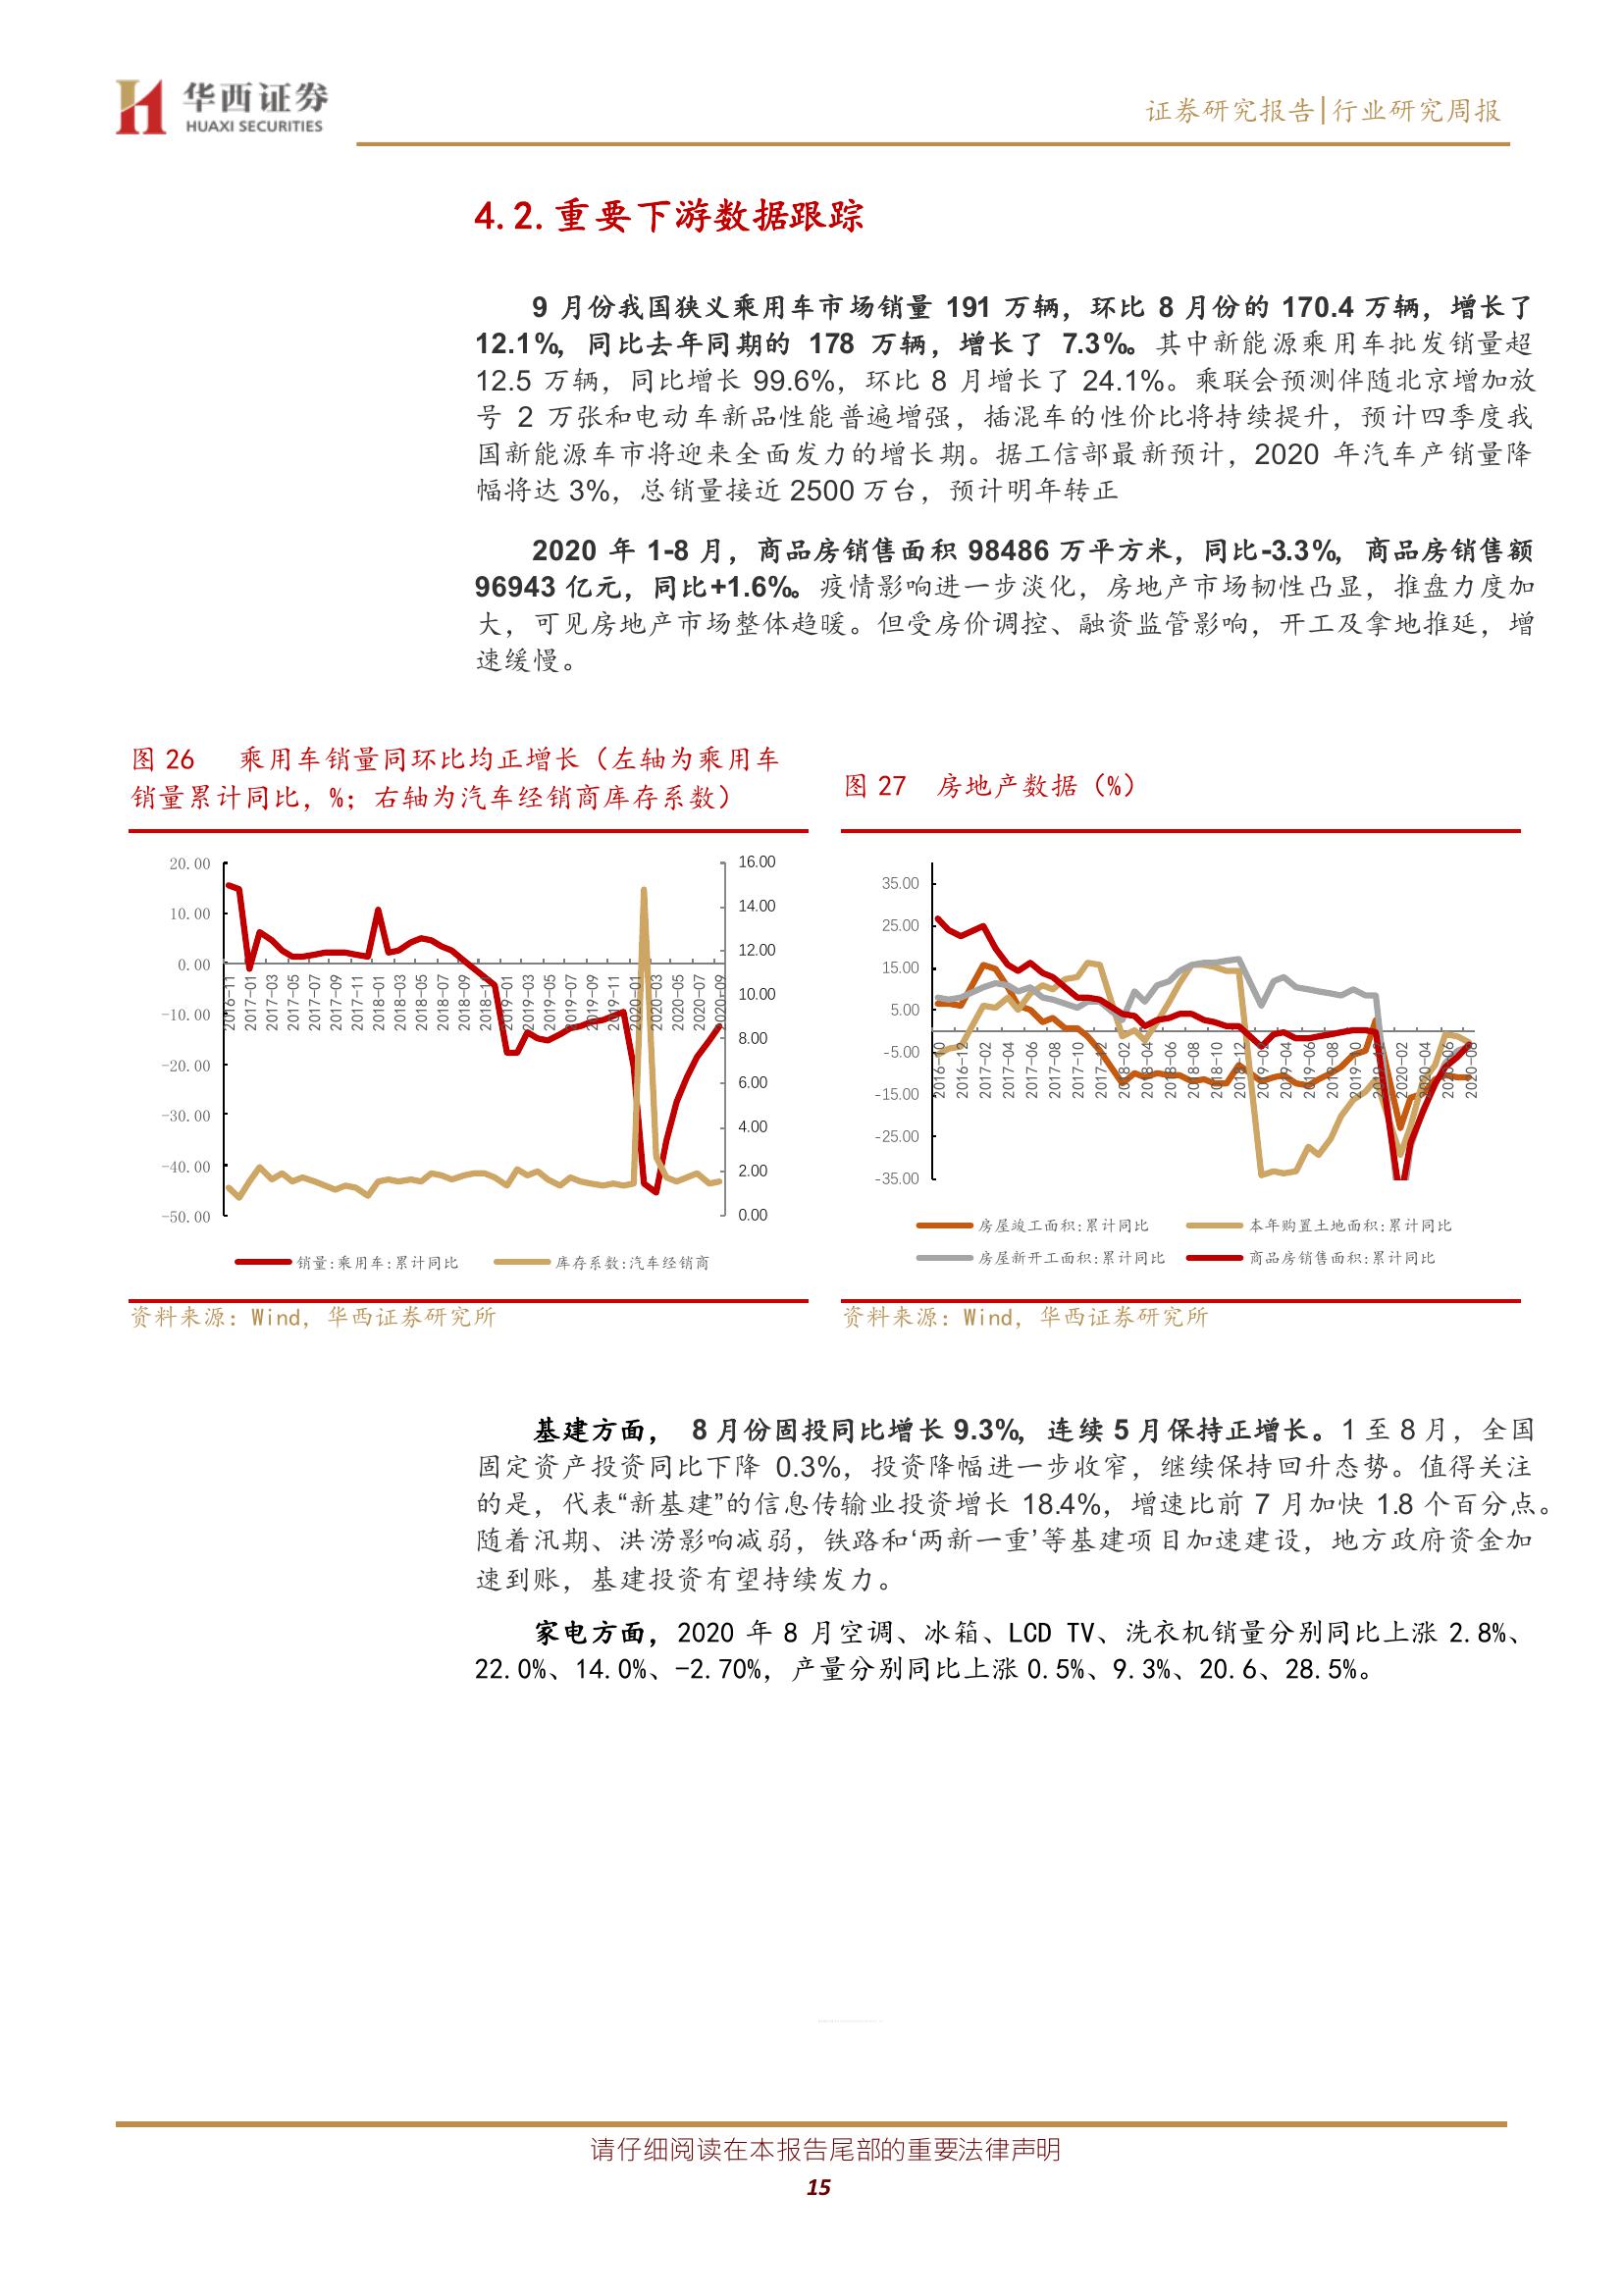 华西证券
HUAXI SECURITIES
证券研究报告|行业研究周报
4.2.重要下游数据跟踪
9 月份我国狭义乘用车市场销量 191 万辆，环比 8 月份的 170.4 万辆，增长了
12.1%，同比去年同期的 178 万辆，增长了 7.3%。其中新能源乘用车批发销量超
12.5 万辆，同比增长 99.6%，环比 8 月增长了 24.1%。乘联会预测伴随北京增加放
号 2 万张和电动车新品性能普遍增强，插混车的性价比将持续提升，预计四季度我
国新能源车市将迎来全面发力的增长期。据工信部最新预计，2020 年汽车产销量降
幅将达 3%，总销量接近 2500 万台，预计明年转正
2020 年 1-8 月，商品房销售面积 98486 万平方米，同比-3.3%，商品房销售额
96943 亿元，同比+1.6%。疫情影响进一步淡化，房地产市场韧性凸显，推盘力度加
大，可见房地产市场整体趋暖。但受房价调控、融资监管影响，开工及拿地推延，增
速缓慢。
图 26 乘用车销量同环比均正增长（左轴为乘用车
销量累计同比，%；右轴为汽车经销商库存系数）
20.00
10.00
0.00
-10.00
-20.00
-30.00
-40.00
-50.00
16.00
14.00
12.00
10.00
8.00
6.00
4.00
2.00
0.00
2016-11
2017-01
2017-03
2017-05
2017-07
2017-09
2017-11
2018-01
2018-03
2018-05
2018-07
2018-09
2018-11
2019-01
2019-03
2019-05
2019-07
2019-09
2019-11
2020-01
2020-03
2020-05
2020-07
2020-09
销量:乘用车:累计同比
库存系数:汽车经销商
资料来源：Wind，华西证券研究所
图 27 房地产数据（%）
35.00
25.00
15.00
5.00
-5.00
-15.00
-25.00
-35.00
2016-10
2016-12
2017-02
2017-04
2017-06
2017-08
2017-10
2017-12
2018-02
2018-04
2018-06
2018-08
2018-10
2018-12
2019-02
2019-04
2019-06
2019-08
2019-10
2019-12
2020-02
2020-04
2020-06
2020-08
房屋竣工面积:累计同比
本年购置土地面积:累计同比
房屋新开工面积:累计同比
商品房销售面积:累计同比
资料来源：Wind，华西证券研究所
基建方面， 8 月份固投同比增长 9.3%，连续 5 月保持正增长。1 至 8 月，全国
固定资产投资同比下降 0.3%，投资降幅进一步收窄，继续保持回升态势。值得关注
的是，代表“新基建”的信息传输业投资增长 18.4%，增速比前 7 月加快 1.8 个百分点。
随着汛期、洪涝影响减弱，铁路和‘两新一重’等基建项目加速建设，地方政府资金加
速到账，基建投资有望持续发力。
家电方面，2020 年 8 月空调、冰箱、LCD TV、洗衣机销量分别同比上涨 2.8%、
22.0%、14.0%、-2.70%，产量分别同比上涨 0.5%、9.3%、20.6、28.5%。
请仔细阅读在本报告尾部的重要法律声明
15